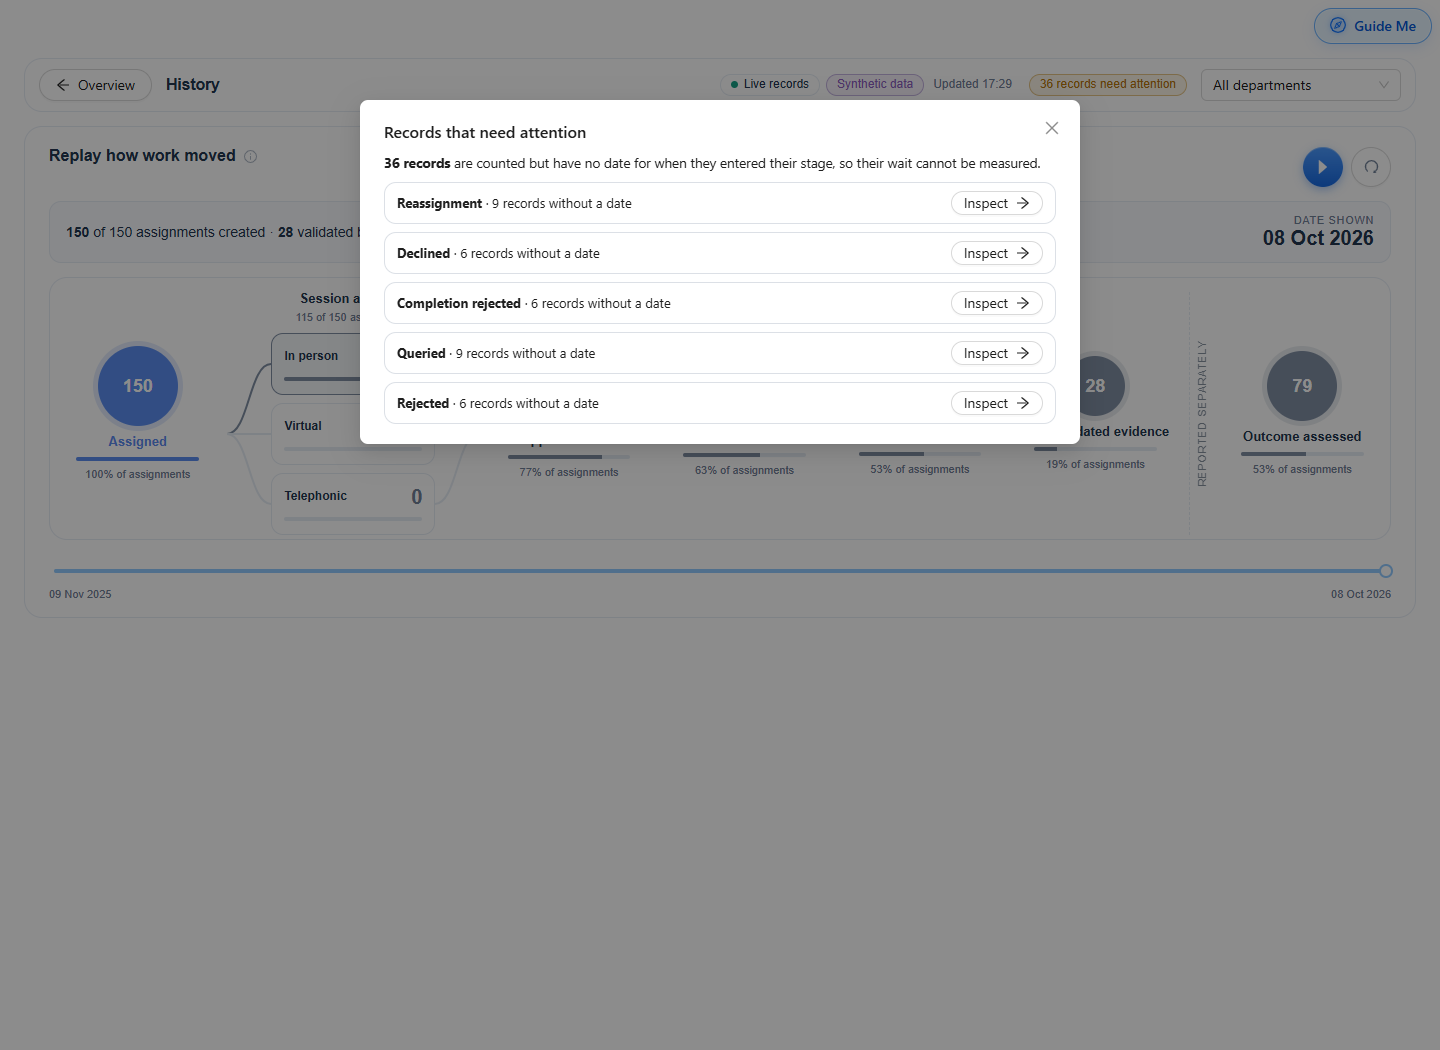 Guide Me
Overview
History
Live records
Synthetic data
Updated 17:29
36 records need attention
All departments
Records that need attention
36 records are counted but have no date for when they entered their stage, so their wait cannot be measured.
Reassignment · 9 records without a date
Inspect
Declined · 6 records without a date
Inspect
Completion rejected · 6 records without a date
Inspect
Queried · 9 records without a date
Inspect
Rejected · 6 records without a date
Inspect
Replay how work moved
150 of 150 assignments created · 28 validated
DATE SHOWN
08 Oct 2026
Session
115 of 150
150
Assigned
100% of assignments
In person
Virtual
Telephonic
0
77% of assignments
63% of assignments
53% of assignments
28
evidence
19% of assignments
REPORTED SEPARATELY
79
Outcome assessed
53% of assignments
09 Nov 2025
08 Oct 2026